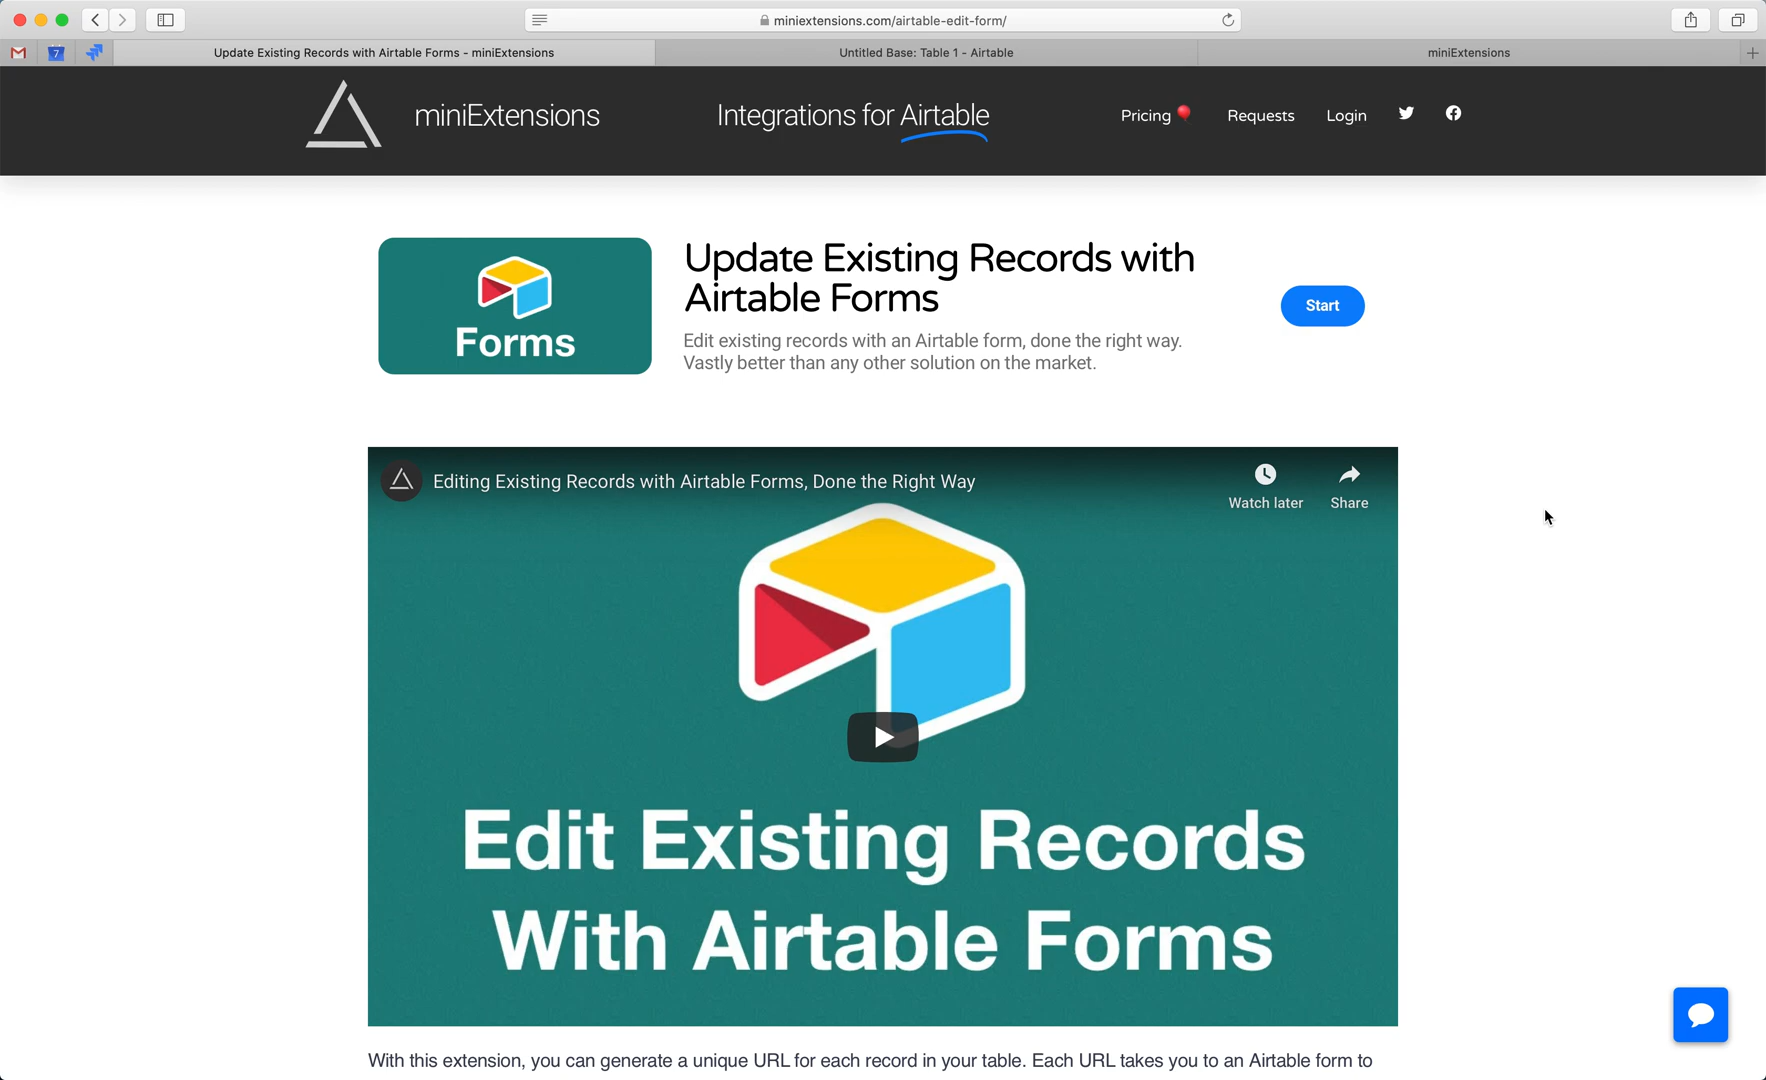 miniextensions.com/airtable-edit-form/
7
Update Existing Records with Airtable Forms - miniExtensions
Untitled Base: Table 1 - Airtable
miniExtensions
miniExtensions
Integrations for Airtable
Pricing
Requests
Login
Forms
Update Existing Records with
Airtable Forms
Edit existing records with an Airtable form, done the right way.
Vastly better than any other solution on the market.
Start
Editing Existing Records with Airtable Forms, Done the Right Way
Watch later
Share
Edit Existing Records
With Airtable Forms
With this extension, you can generate a unique URL for each record in your table. Each URL takes you to an Airtable form to